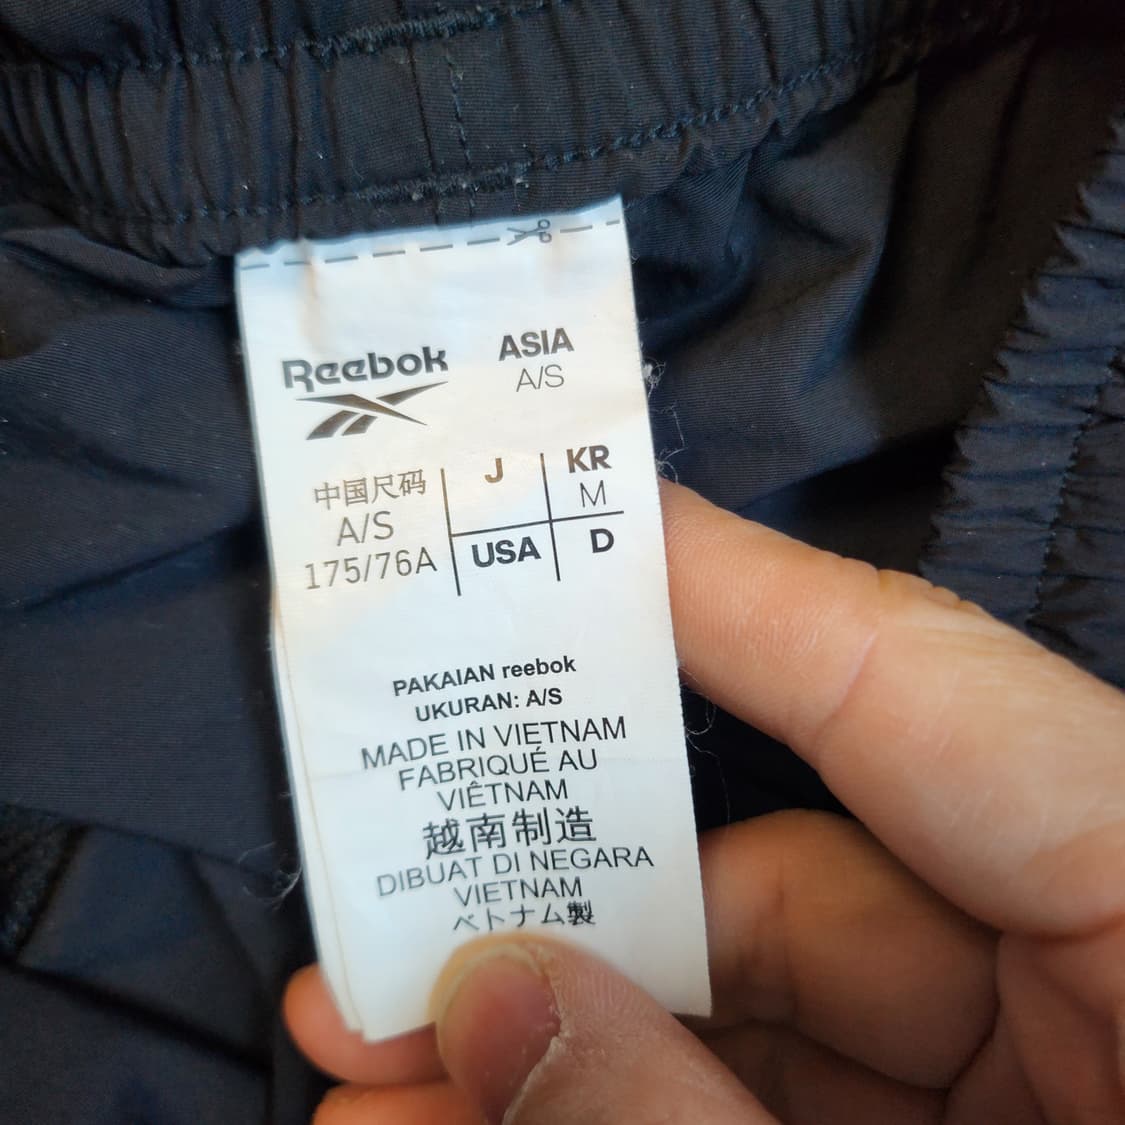 Reebok
ASIA
A/S
中国尺码
A/S
175/76A
J
KR
M
USA
D
PAKAIAN reebok
UKURAN: A/S
MADE IN VIETNAM
FABRIQUÉ AU
VIÊTNAM
越南制造
DIBUAT DI NEGARA
VIETNAM
ベトナム製